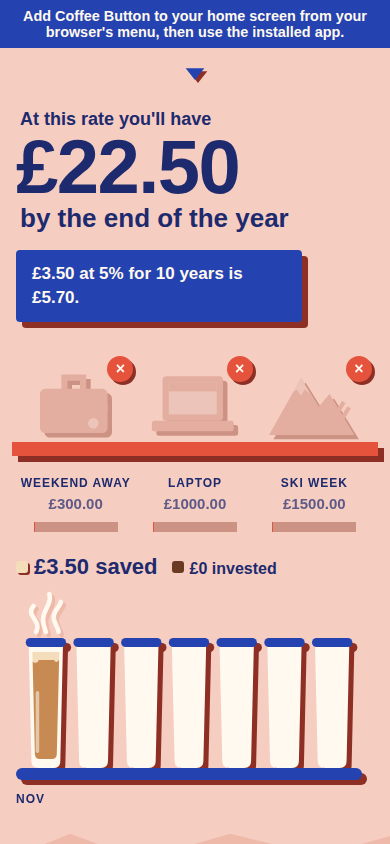 Add Coffee Button to your home screen from your
browser's menu, then use the installed app.
At this rate you'll have
£22.50
by the end of the year
£3.50 at 5% for 10 years is
£5.70.
WEEKEND AWAY
£300.00
LAPTOP
£1000.00
SKI WEEK
£1500.00
£3.50 saved
£0 invested
NOV